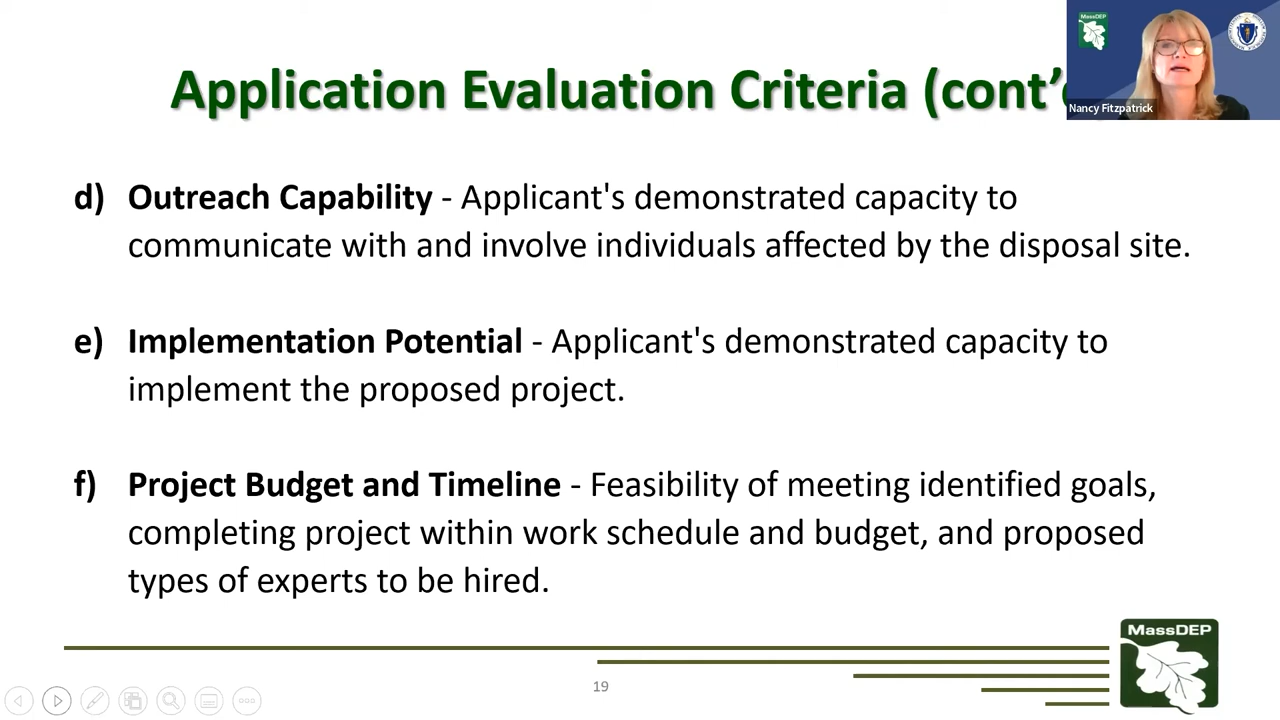 MassDEP
Application Evaluation Criteria (cont'
Nancy Fitzpatrick
d) Outreach Capability - Applicant's demonstrated capacity to
communicate with and involve individuals affected by the disposal site.
e) Implementation Potential - Applicant's demonstrated capacity to
implement the proposed project.
f) Project Budget and Timeline - Feasibility of meeting identified goals,
completing project within work schedule and budget, and proposed
types of experts to be hired.
MassDEP
19